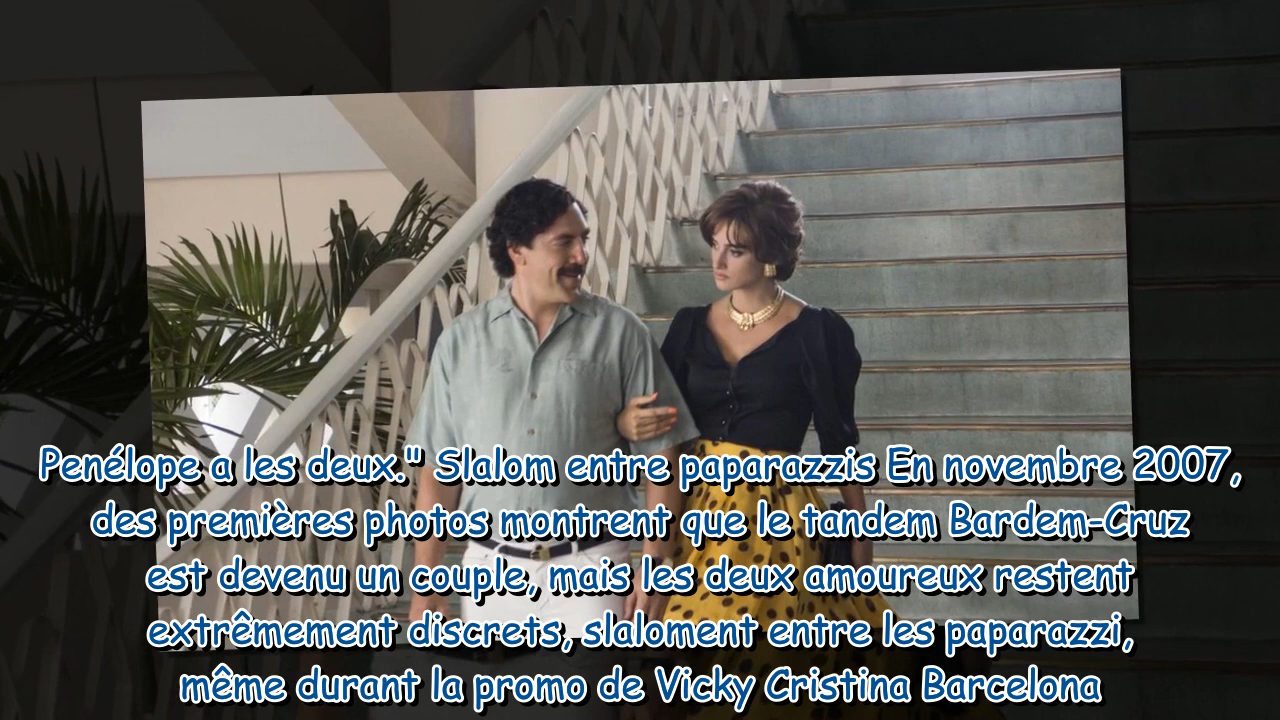 Penélope a les deux." Slalom entre paparazzis En novembre 2007,
des premières photos montrent que le tandem Bardem-Cruz
est devenu un couple, mais les deux amoureux restent
extrêmement discrets, slaloment entre les paparazzi,
même durant la promo de Vicky Cristina Barcelona